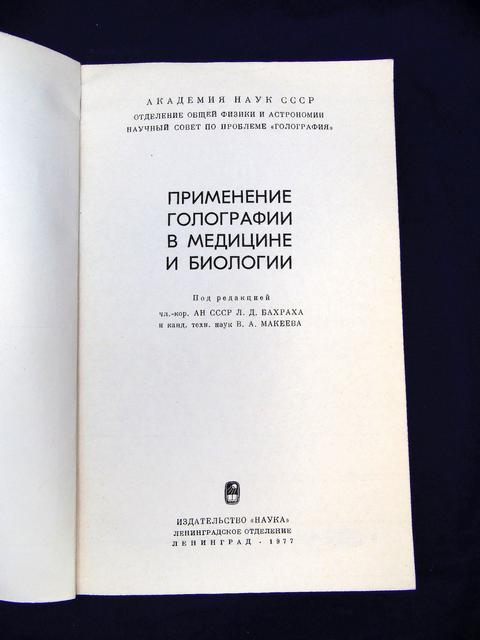 АКАДЕМИЯ НАУК СССР
ОТДЕЛЕНИЕ ОБЩЕЙ ФИЗИКИ И АСТРОНОМИИ
НАУЧНЫЙ СОВЕТ ПО ПРОБЛЕМЕ «ГОЛОГРАФИЯ»
ПРИМЕНЕНИЕ
ГОЛОГРАФИИ
В МЕДИЦИНЕ
И БИОЛОГИИ
Под редакцией
чл.-кор. АН СССР Л. Д. БАХРАХА
и канд. техн. наук В. А. МАКЕЕВА
ИЗДАТЕЛЬСТВО «НАУКА»
ЛЕНИНГРАДСКОЕ ОТДЕЛЕНИЕ
ЛЕНИНГРАД · 1977